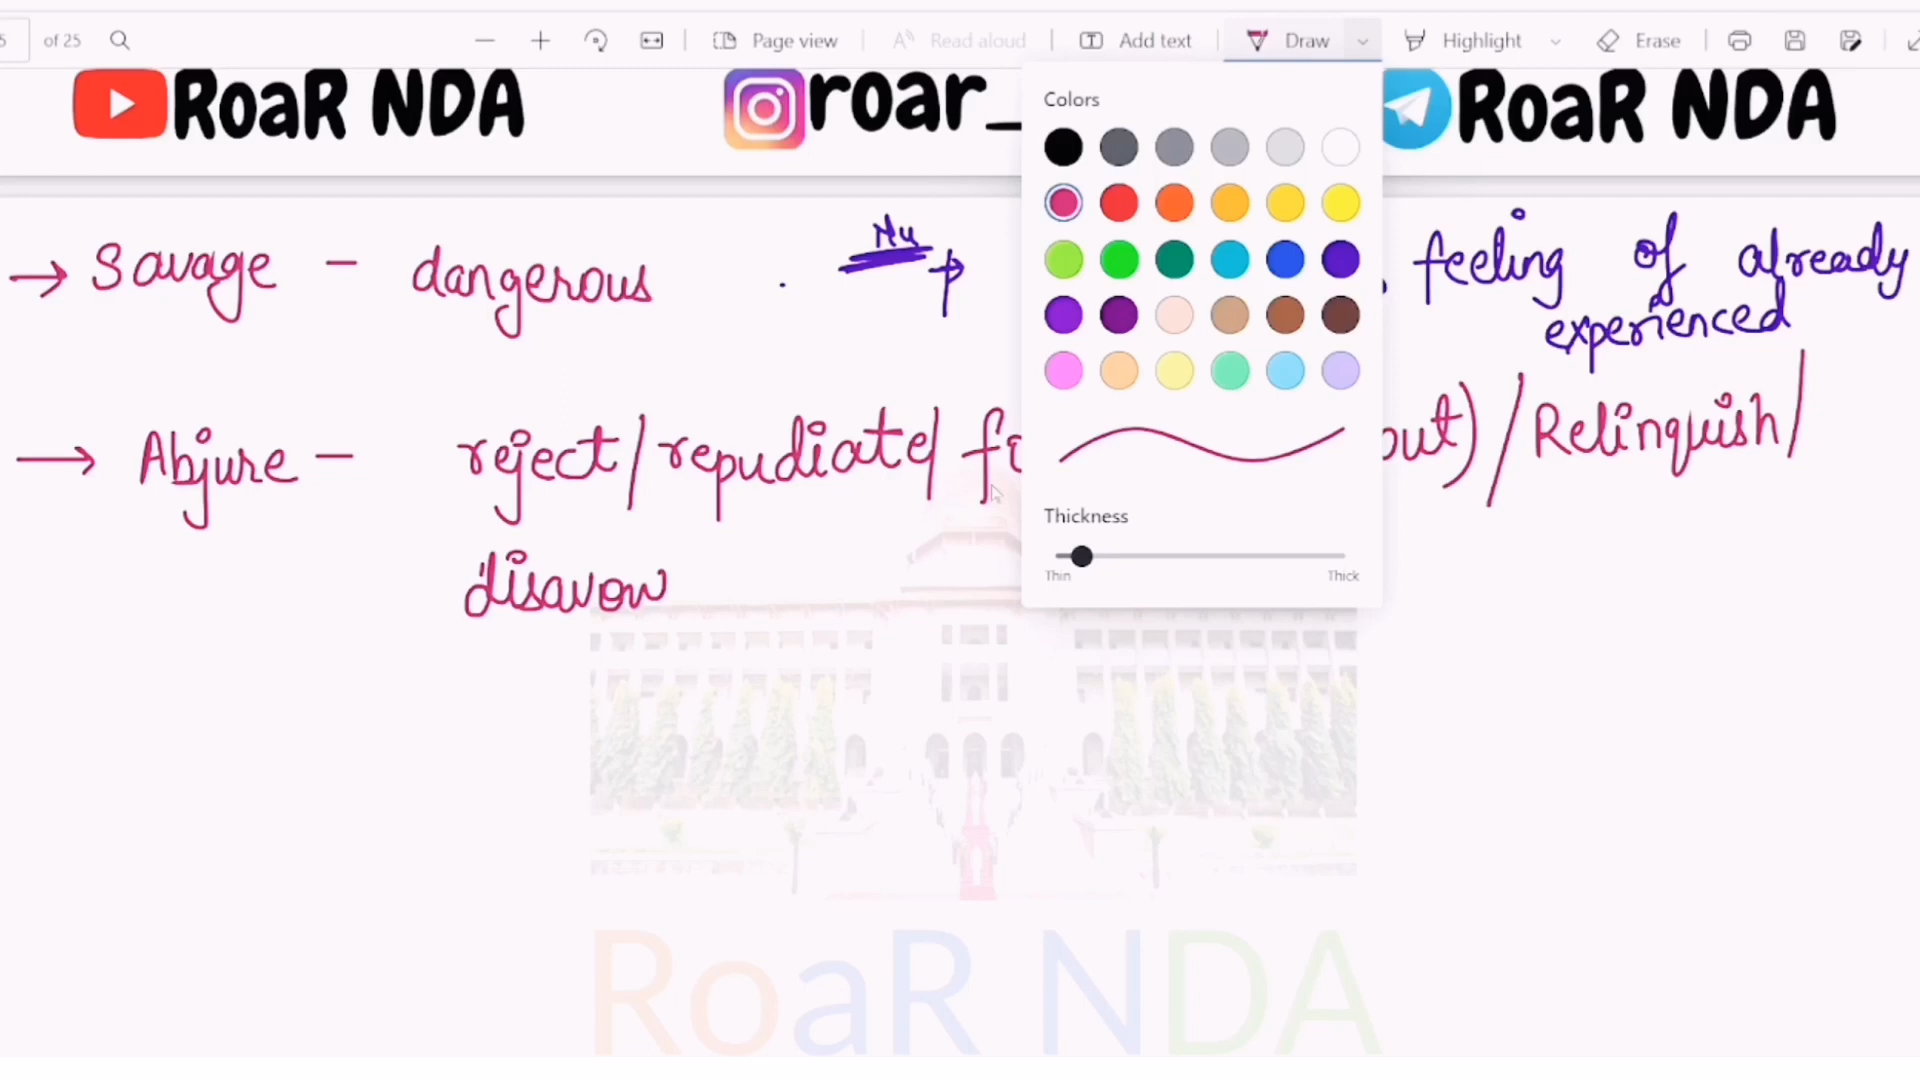 of 25 Page view Read aloud Add text Draw Highlight Erase
RoaR NDA roar_ RoaR NDA
Colors
→ Savage - dangerous . feeling of already
experienced
→ Abjure - reject/repudiate/ out)/Relinquish/
Thickness
Thin Thick
disavow
RoaR NDA